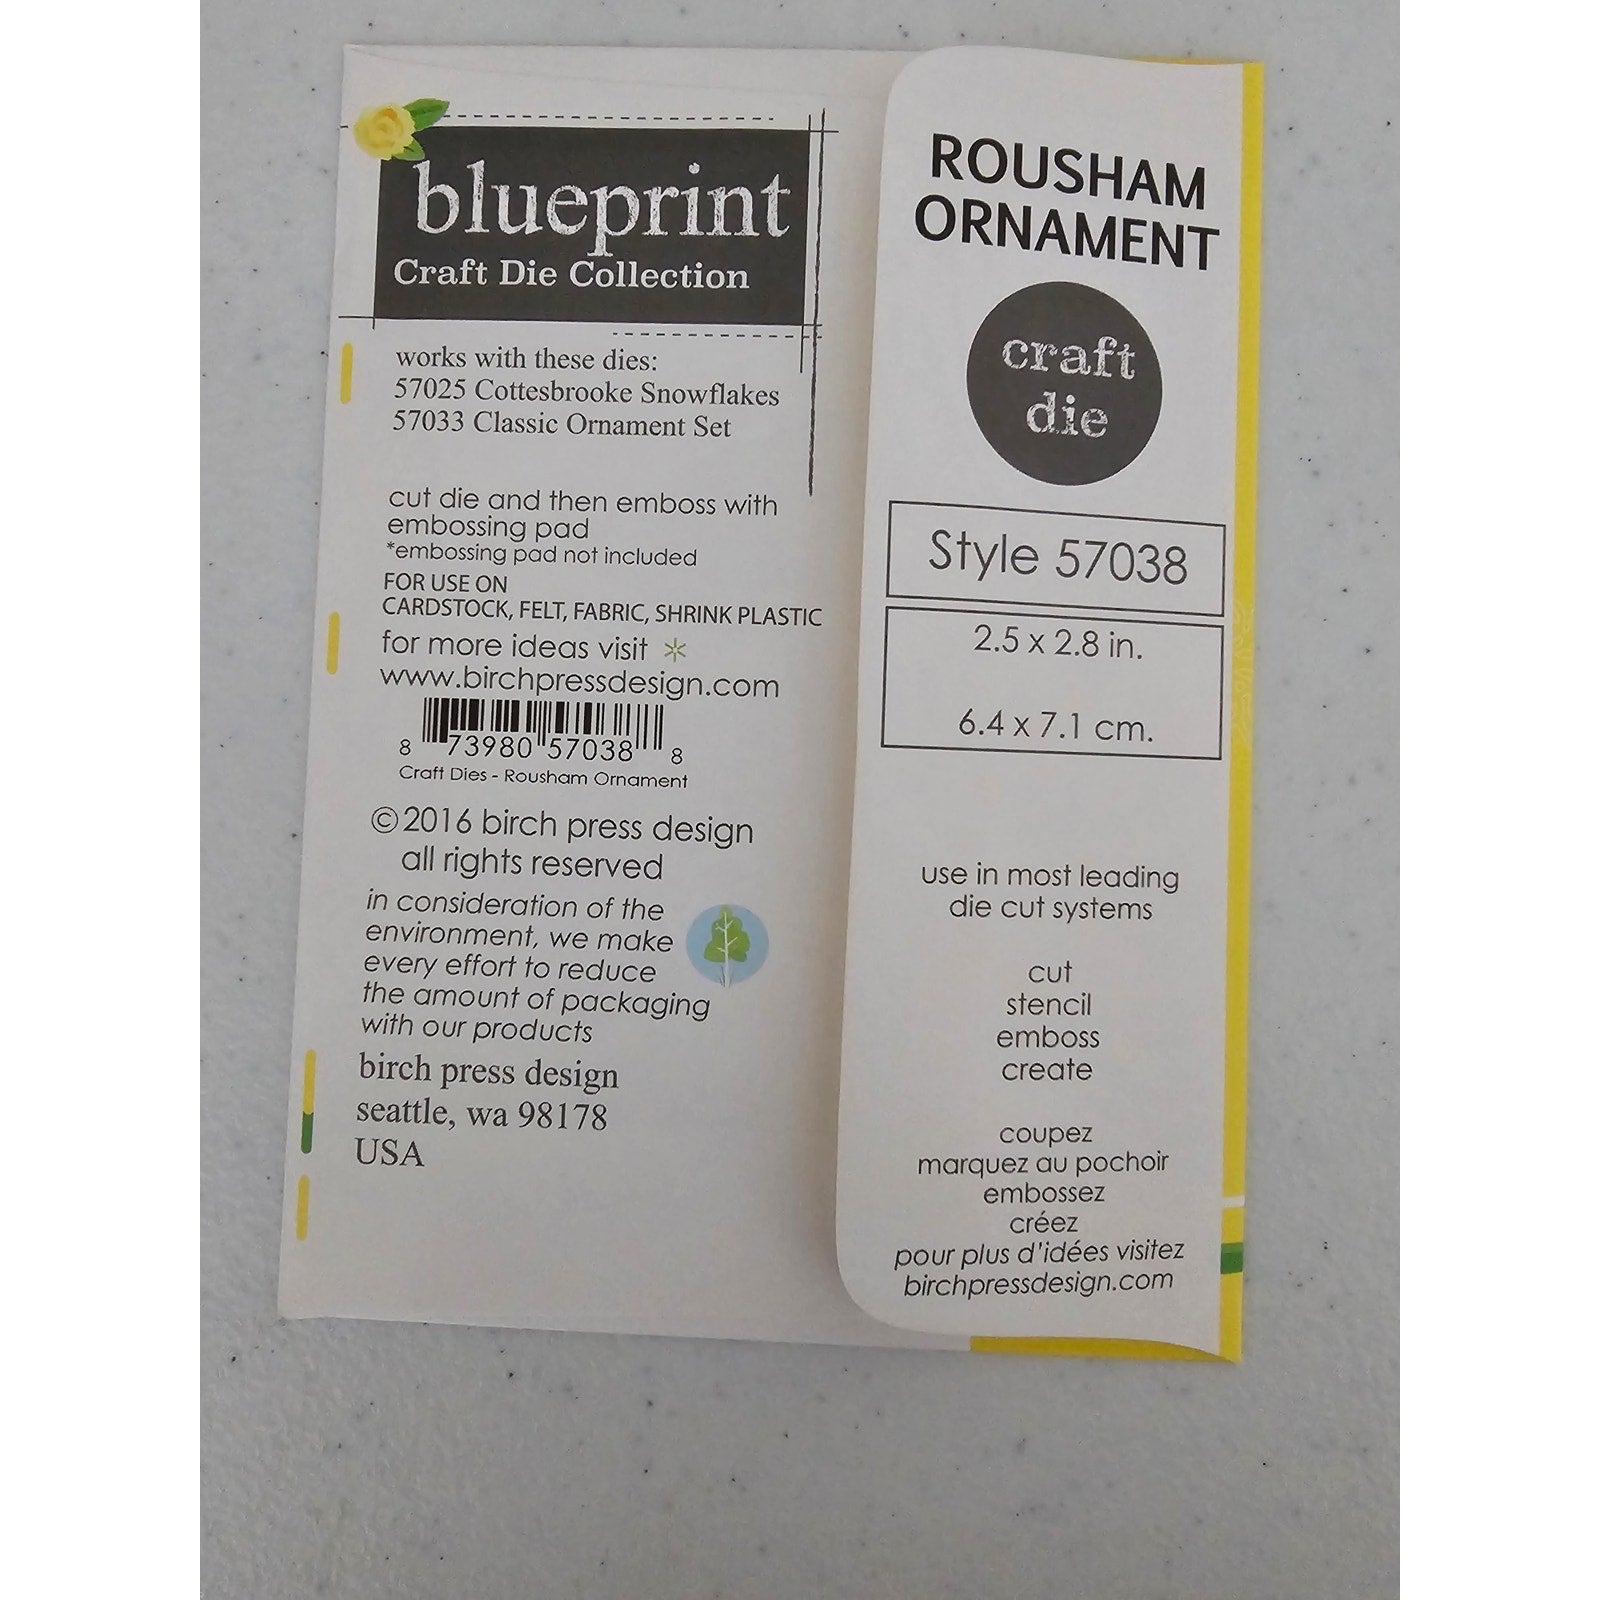 blueprint
Craft Die Collection
works with these dies:
57025 Cottesbrooke Snowflakes
57033 Classic Ornament Set
cut die and then emboss with
embossing pad
*embossing pad not included
FOR USE ON
CARDSTOCK, FELT, FABRIC, SHRINK PLASTIC
for more ideas visit
www.birchpressdesign.com
8 73980 57038 8
Craft Dies - Rousham Ornament
©2016 birch press design
all rights reserved
in consideration of the
environment, we make
every effort to reduce
the amount of packaging
with our products
birch press design
seattle, wa 98178
USA
ROUSHAM
ORNAMENT
craft
die
Style 57038
2.5 x 2.8 in.
6.4 x 7.1 cm.
use in most leading
die cut systems
cut
stencil
emboss
create
coupez
marquez au pochoir
embossez
créez
pour plus d'idées visitez
birchpressdesign.com